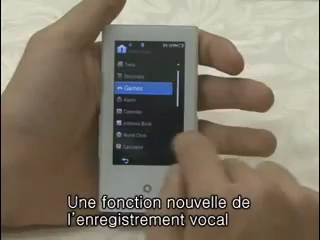 Games
Alarm
Calendar
Address Book
World Clock
Calculator
Une fonction nouvelle de
l'enregistrement vocal